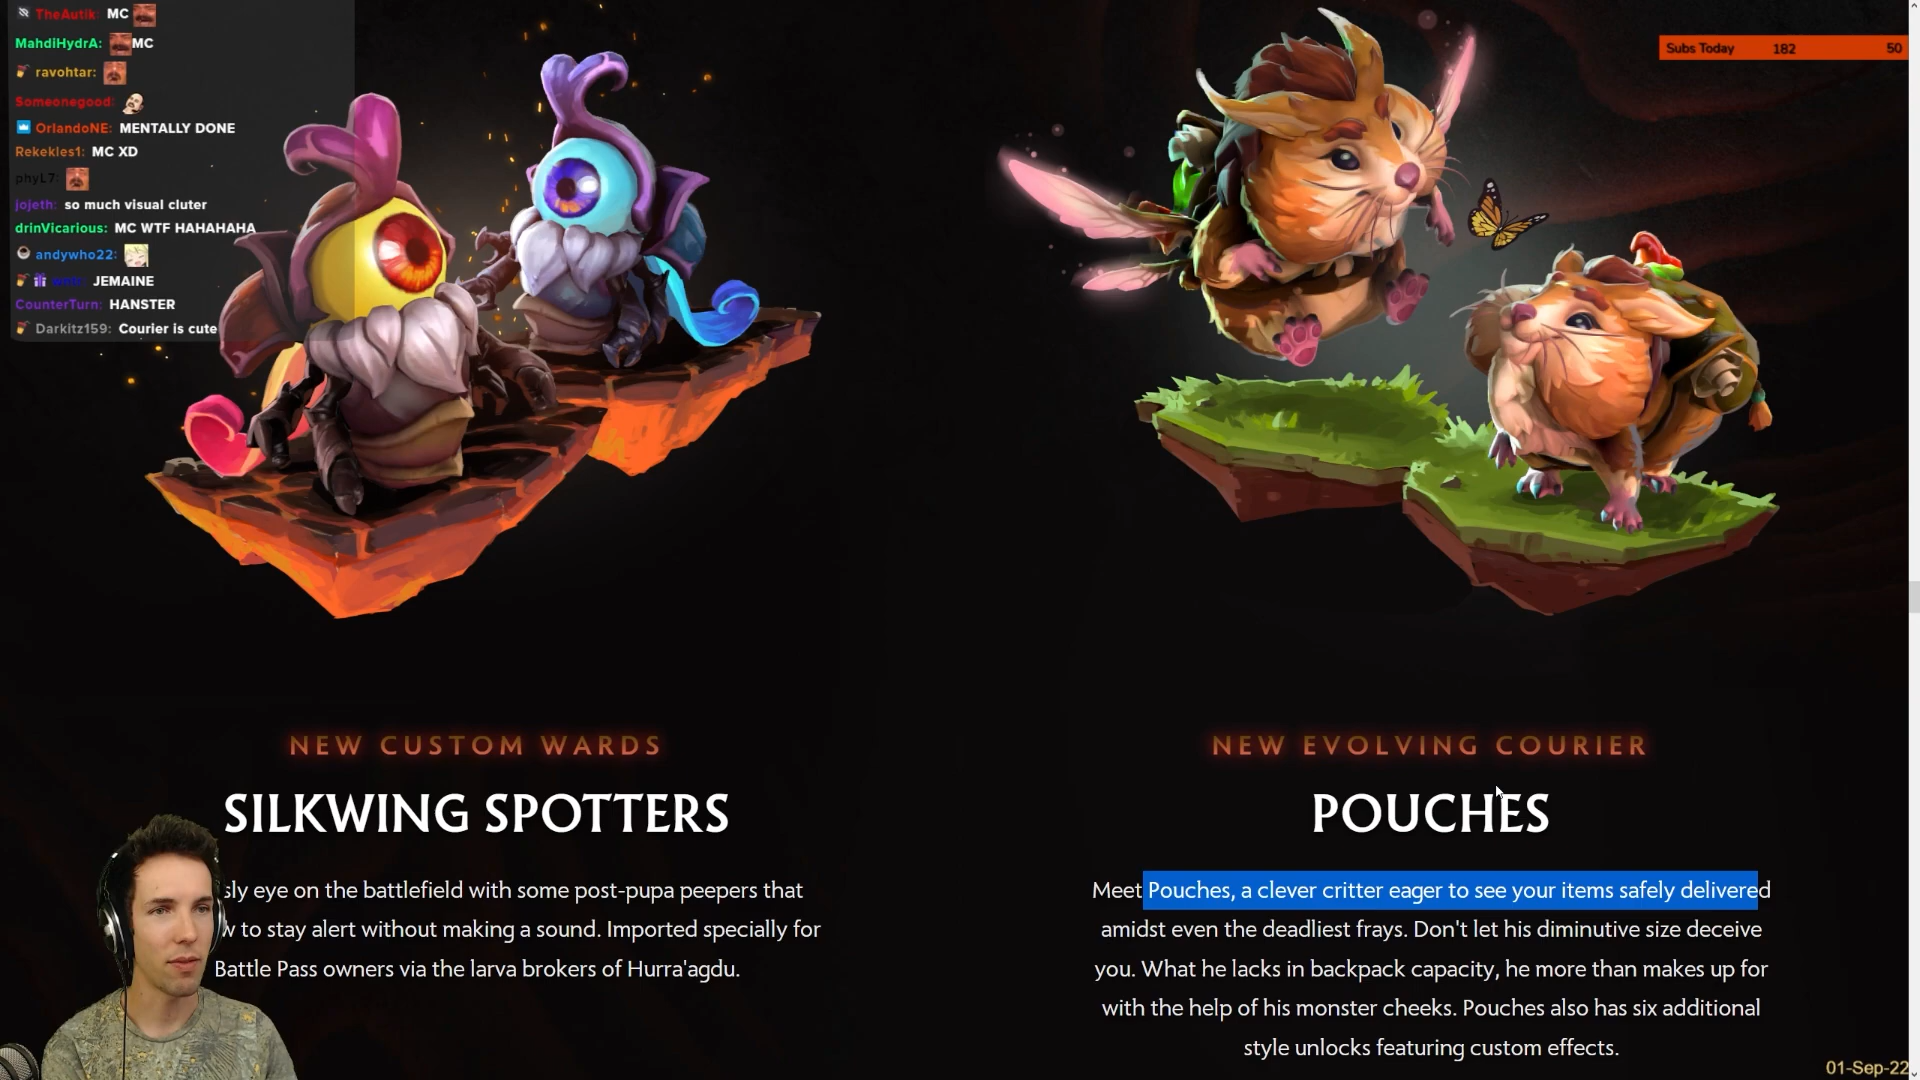 TheAutik: MC
MahdiHydrA: MC
ravohtar:
Someonegood:
OrlandoNE: MENTALLY DONE
Rekekles1: MC XD
phyL7:
jojeth: so much visual cluter
drinVicarious: MC WTF HAHAHAHA
andywho22:
JEMAINE
CounterTurn: HANSTER
Darkitz159: Courier is cute
Subs Today 182 50
NEW CUSTOM WARDS
SILKWING SPOTTERS
sly eye on the battlefield with some post-pupa peepers that
w to stay alert without making a sound. Imported specially for
Battle Pass owners via the larva brokers of Hurra'agdu.
NEW EVOLVING COURIER
POUCHES
Meet Pouches, a clever critter eager to see your items safely delivered
amidst even the deadliest frays. Don't let his diminutive size deceive
you. What he lacks in backpack capacity, he more than makes up for
with the help of his monster cheeks. Pouches also has six additional
style unlocks featuring custom effects.
01-Sep-22